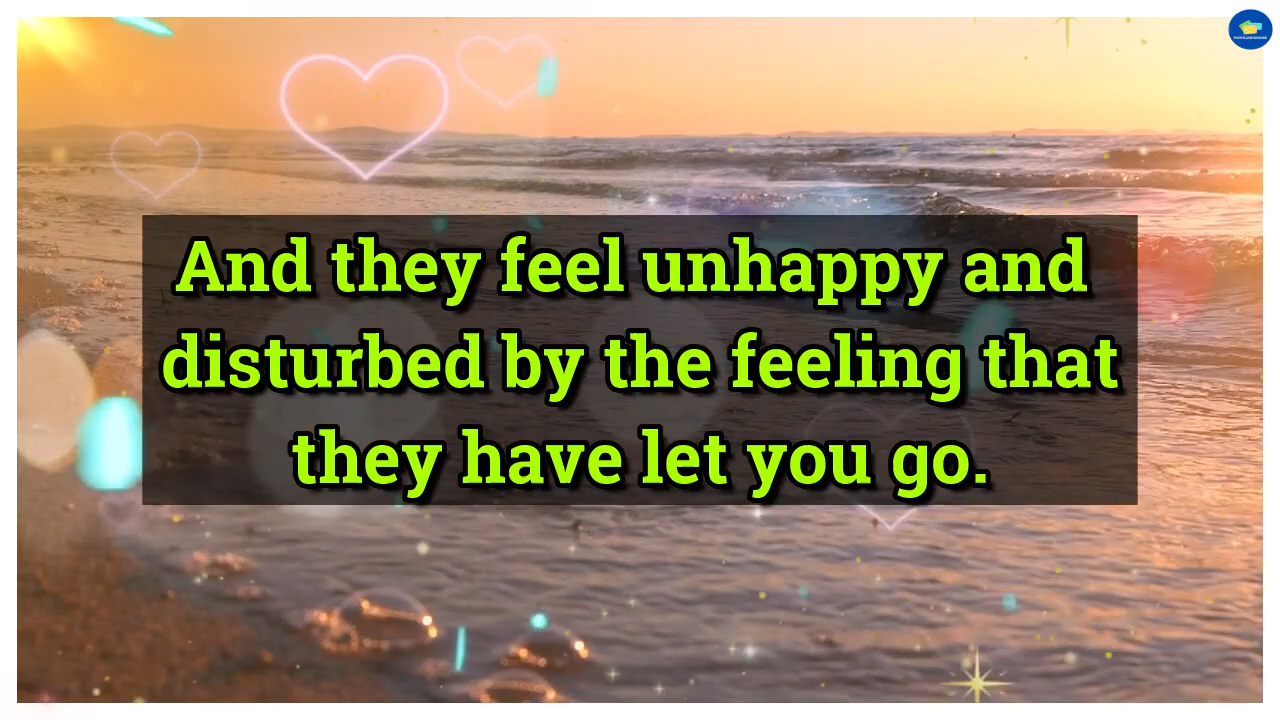 And they feel unhappy and
disturbed by the feeling that
they have let you go.